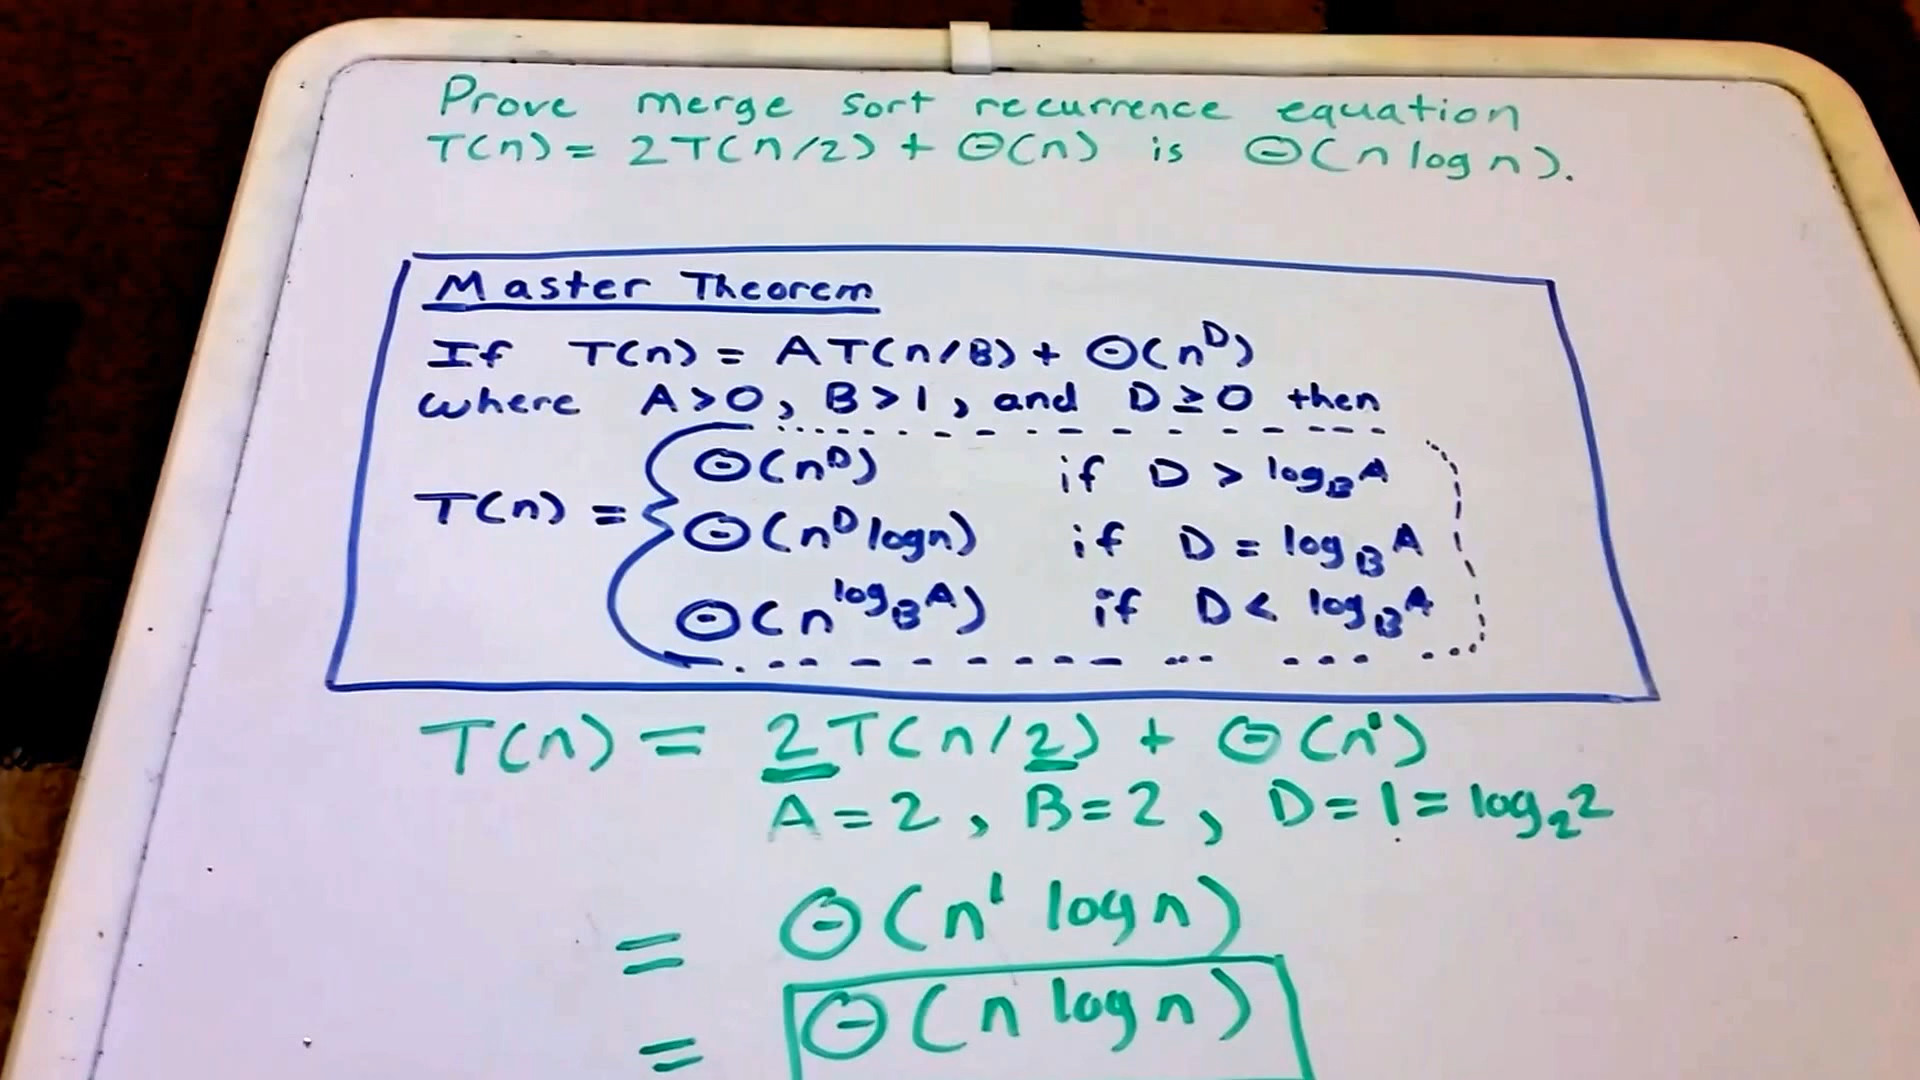 Prove merge sort recurrence equation
T(n) = 2T(n/2) + Θ(n) is Θ(n log n).
Master Theorem
If T(n) = AT(n/B) + Θ(n^D)
where A>0, B>1, and D≥0 then
Θ(n^D) if D > log_B A
T(n) = { Θ(n^D logn) if D = log_B A
Θ(n^{log_B A}) if D < log_B A
T(n) = 2T(n/2) + Θ(n^1)
A=2, B=2, D=1=log_2 2
= Θ(n^1 log n)
= Θ(n log n)